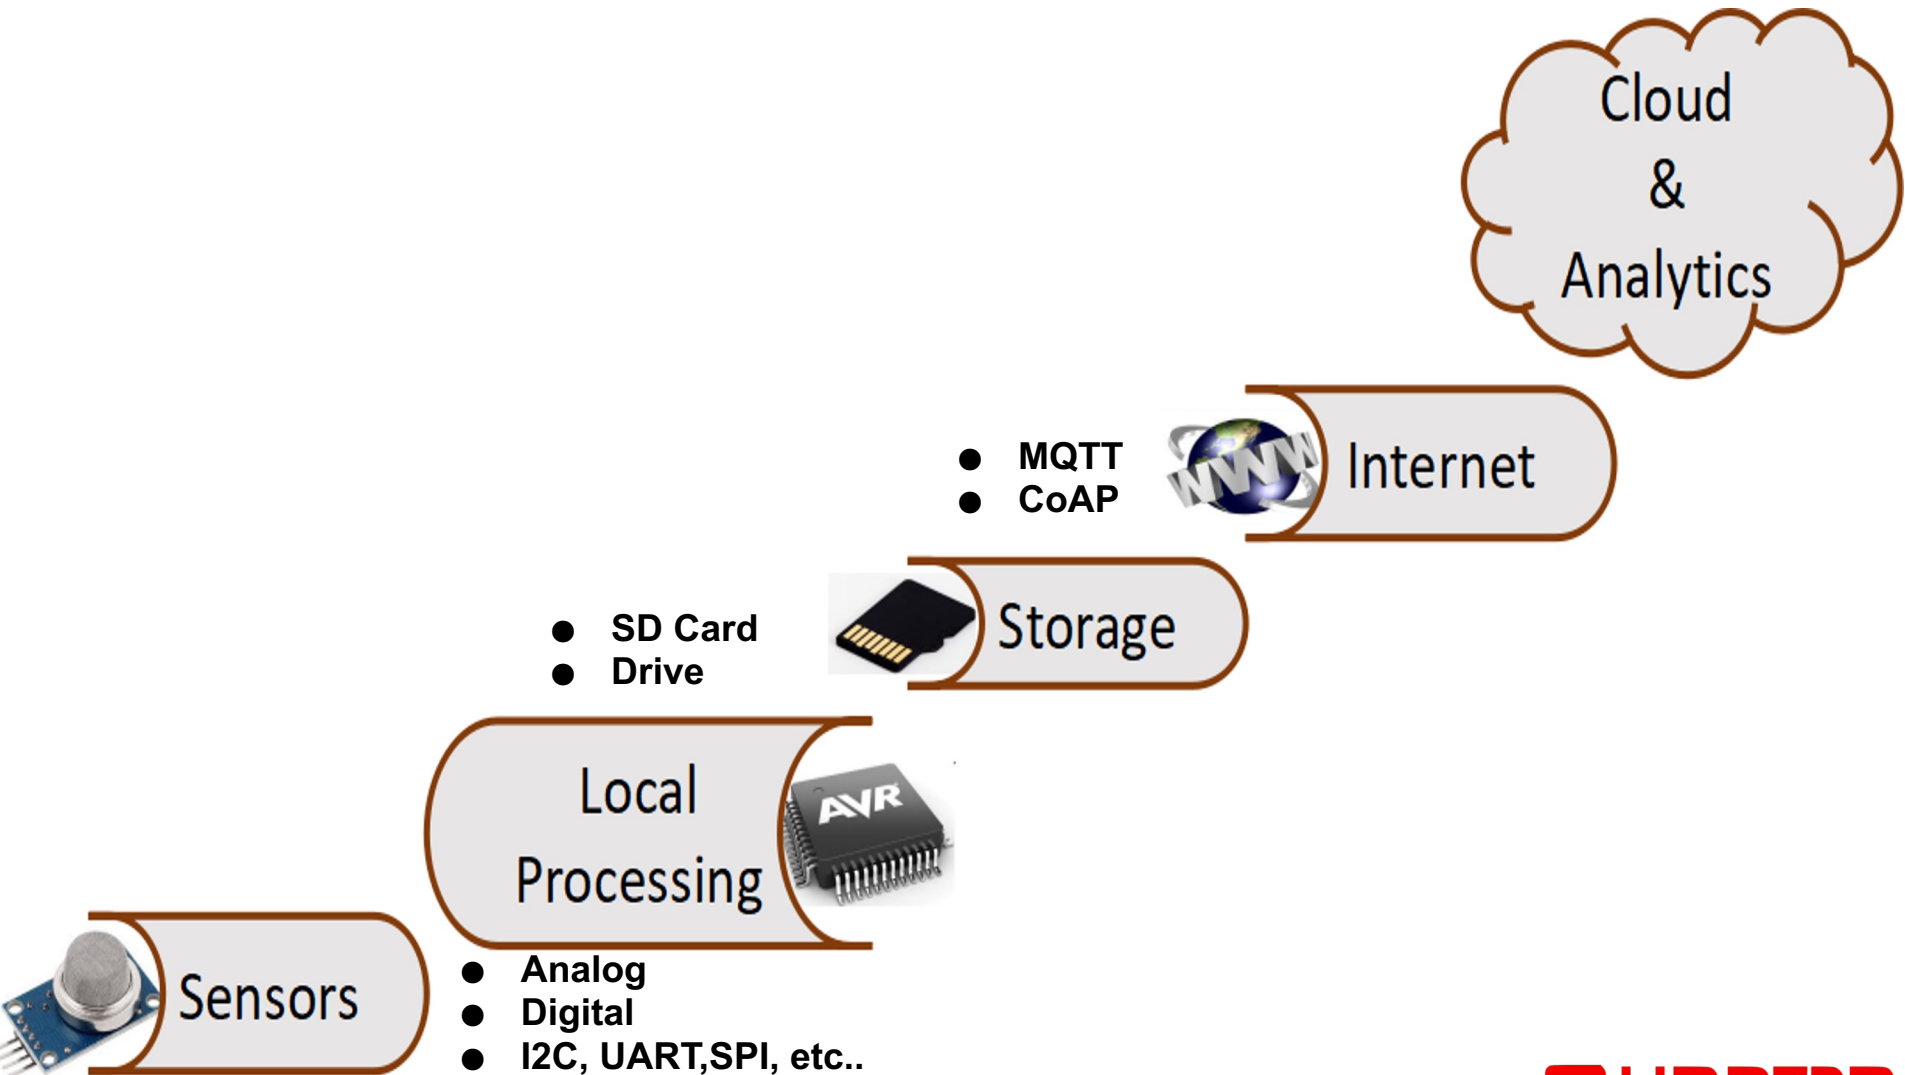 Cloud
&
Analytics
● MQTT
● CoAP
WWW
Internet
● SD Card
● Drive
Storage
Local
Processing
AVR
Sensors
● Analog
● Digital
● I2C, UART,SPI, etc..